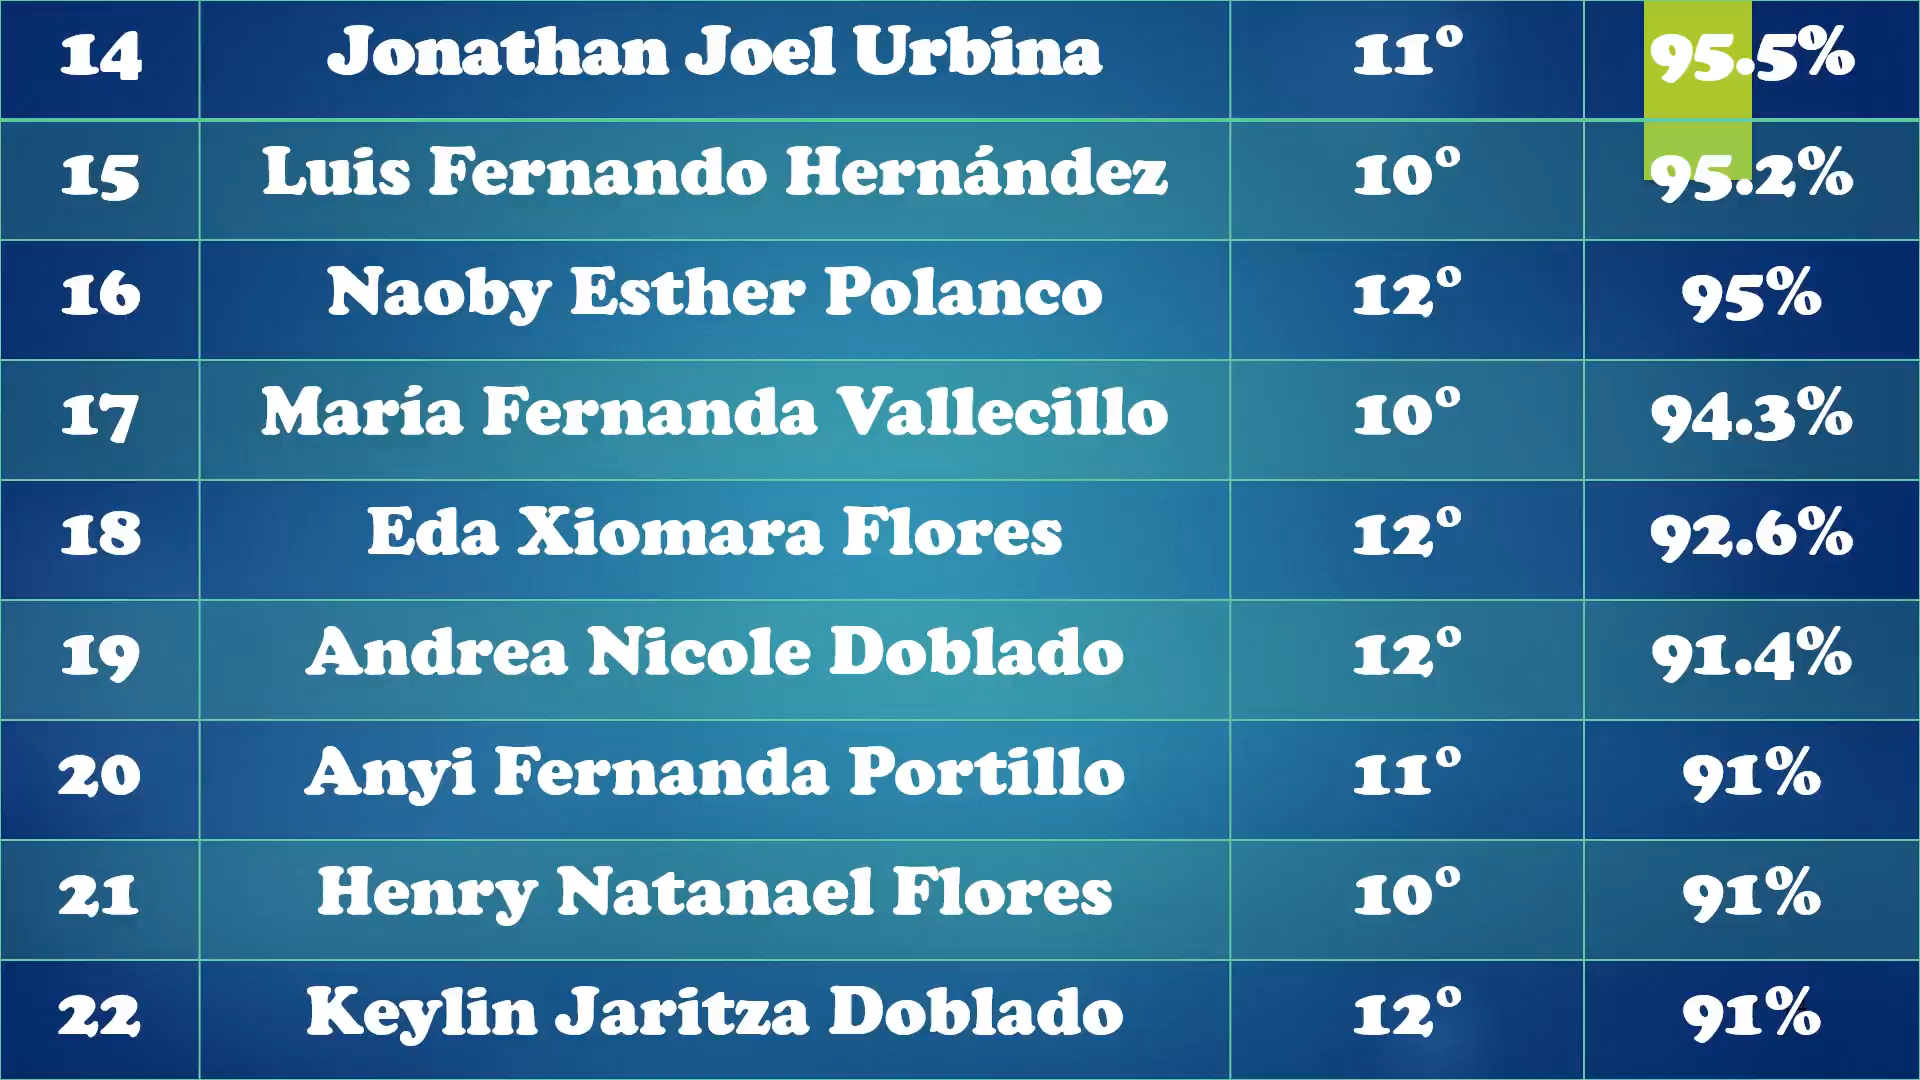 14 Jonathan Joel Urbina 11° 95.5%
15 Luis Fernando Hernández 10° 95.2%
16 Naoby Esther Polanco 12° 95%
17 María Fernanda Vallecillo 10° 94.3%
18 Eda Xiomara Flores 12° 92.6%
19 Andrea Nicole Doblado 12° 91.4%
20 Anyi Fernanda Portillo 11° 91%
21 Henry Natanael Flores 10° 91%
22 Keylin Jaritza Doblado 12° 91%